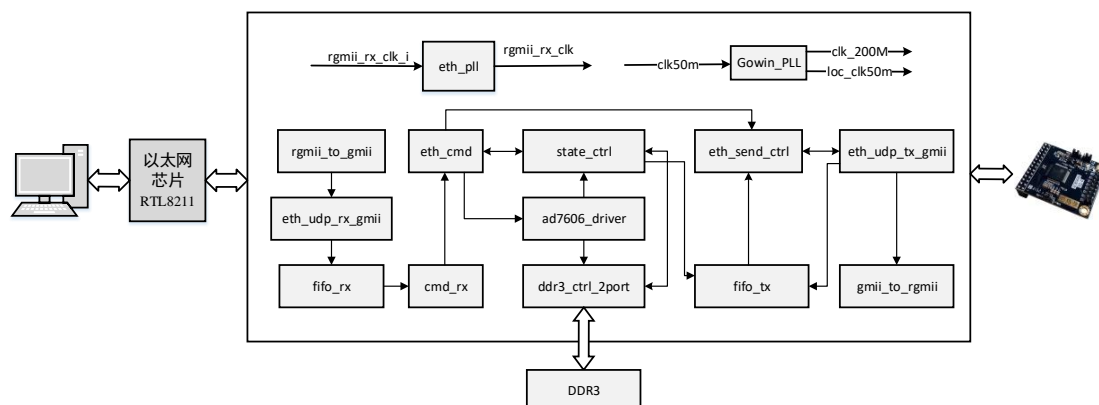 rgmii_rx_clk_i
eth_pll
rgmii_rx_clk
clk50m
Gowin_PLL
clk_200M
loc_clk50m
以太网
芯片
RTL8211
rgmii_to_gmii
eth_cmd
state_ctrl
eth_send_ctrl
eth_udp_tx_gmii
eth_udp_rx_gmii
ad7606_driver
fifo_rx
cmd_rx
ddr3_ctrl_2port
fifo_tx
gmii_to_rgmii
DDR3